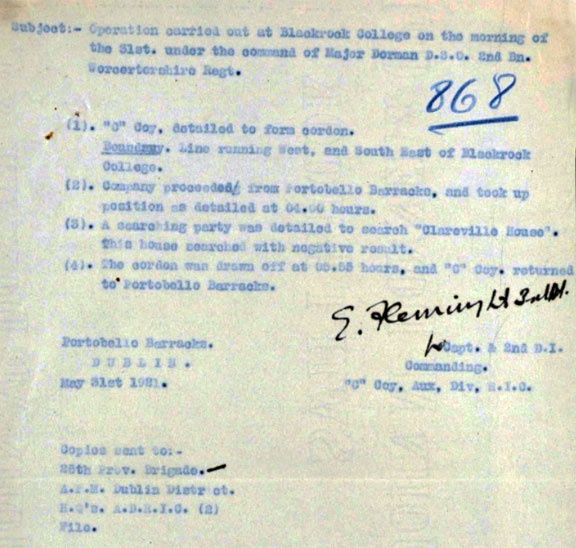 Subject:- Operation carried out at Blackrock College on the morning of
the 31st. under the command of Major Dorman D.S.O. 2nd Bn.
Worcertershire Regt.
868
(1). "C" Coy, detailed to form cordon.
Boundray. Line running West, and South East of Blackrock
College.
(2). Company proceeded from Portobello Barracks, and took up
position as detailed at 04.00 hours.
(3). A searching party was detailed to search "Clareville House".
This house searched with negative result.
(4). The cordon was drawn off at hours, and "C" Coy. returned
to Portobello Barracks.
E. Fleming Lt
Portobello Barracks.
DUBLIN.
May 31st 1921.
Capt. & 2nd D.I.
Commanding.
"C" Coy, Aux, Div, R.I.C.
Copies sent to:-
Prov. Brigade.
A.P.M. Dublin District.
H.Q's. A.D.R.I.C. (2)
File.